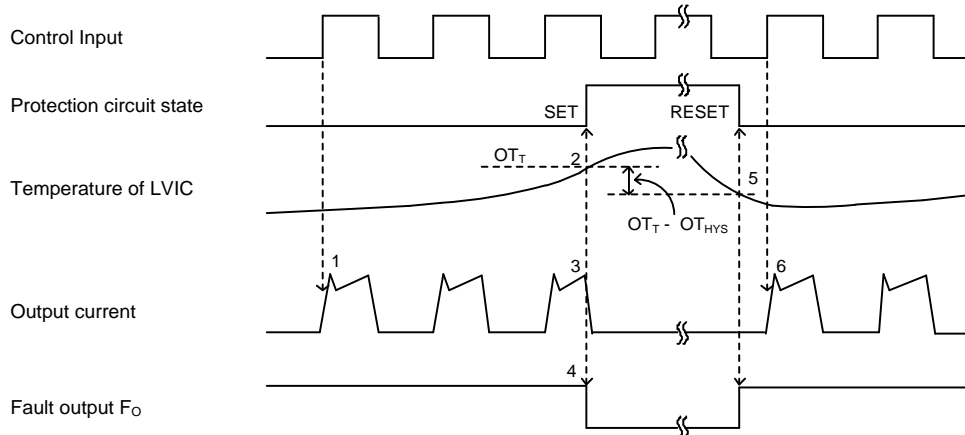 Control Input
Protection circuit state
SET
RESET
OT_T
2
5
Temperature of LVIC
OT_T - OT_HYS
1
3
6
Output current
4
Fault output F_O